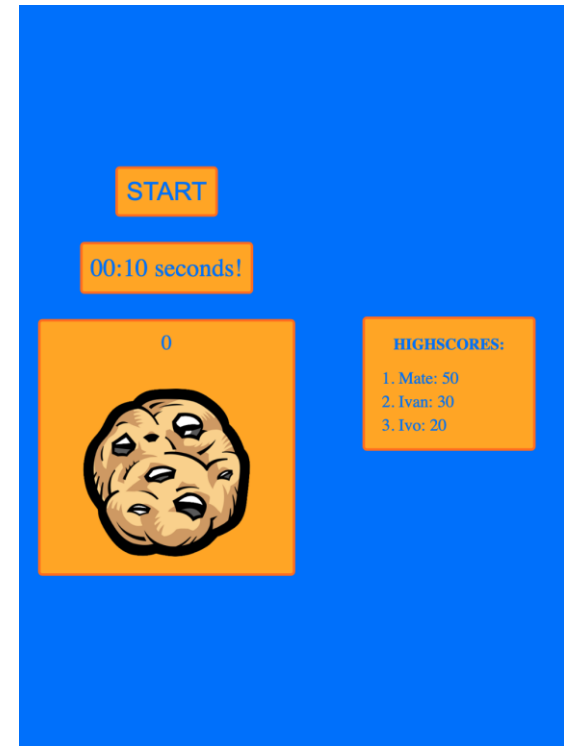 START
00:10 seconds!
0
HIGHSCORES:
1. Mate: 50
2. Ivan: 30
3. Ivo: 20